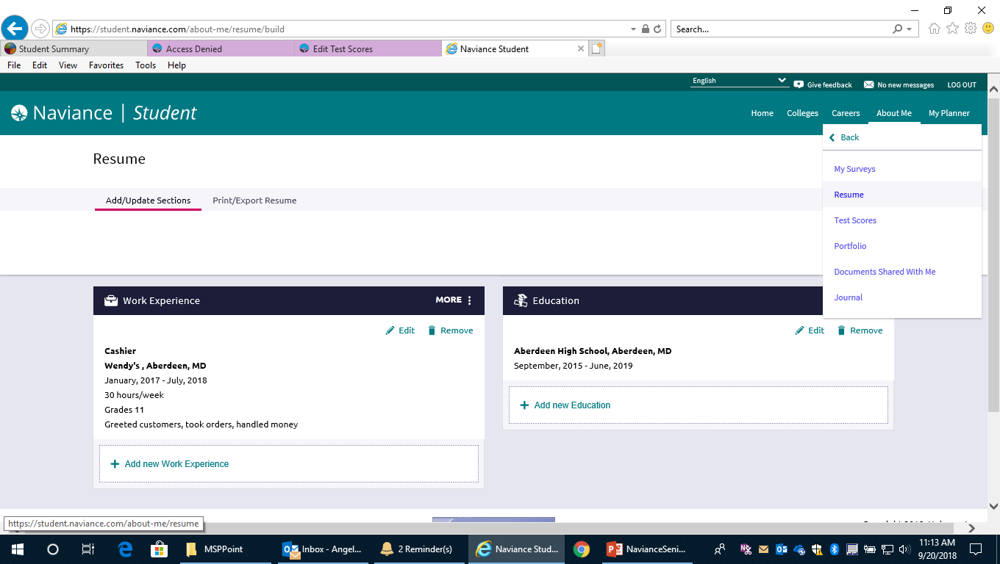 https://student.naviance.com/about-me/resume/build
Search...
Student Summary
Access Denied
Edit Test Scores
Naviance Student
File Edit View Favorites Tools Help
English
Give feedback
No new messages
LOG OUT
Naviance | Student
Home Colleges Careers About Me My Planner
Back
My Surveys
Resume
Test Scores
Portfolio
Documents Shared With Me
Journal
Resume
Add/Update Sections
Print/Export Resume
Work Experience
MORE
Edit Remove
Cashier
Wendy's , Aberdeen, MD
January, 2017 - July, 2018
30 hours/week
Grades 11
Greeted customers, took orders, handled money
Add new Work Experience
Education
Edit Remove
Aberdeen High School, Aberdeen, MD
September, 2015 - June, 2019
Add new Education
https://student.naviance.com/about-me/resume
MSPPoint
Inbox - Angel...
2 Reminder(s)
Naviance Stud...
NavianceSeni...
11:13 AM
9/20/2018